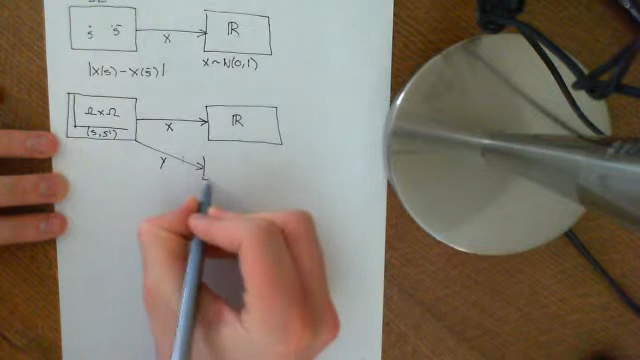 Ω
s s̃
X
ℝ
X~N(0,1)
|X(s)-X(s̃)|
Ω×Ω
(s,s')
X
ℝ
Y